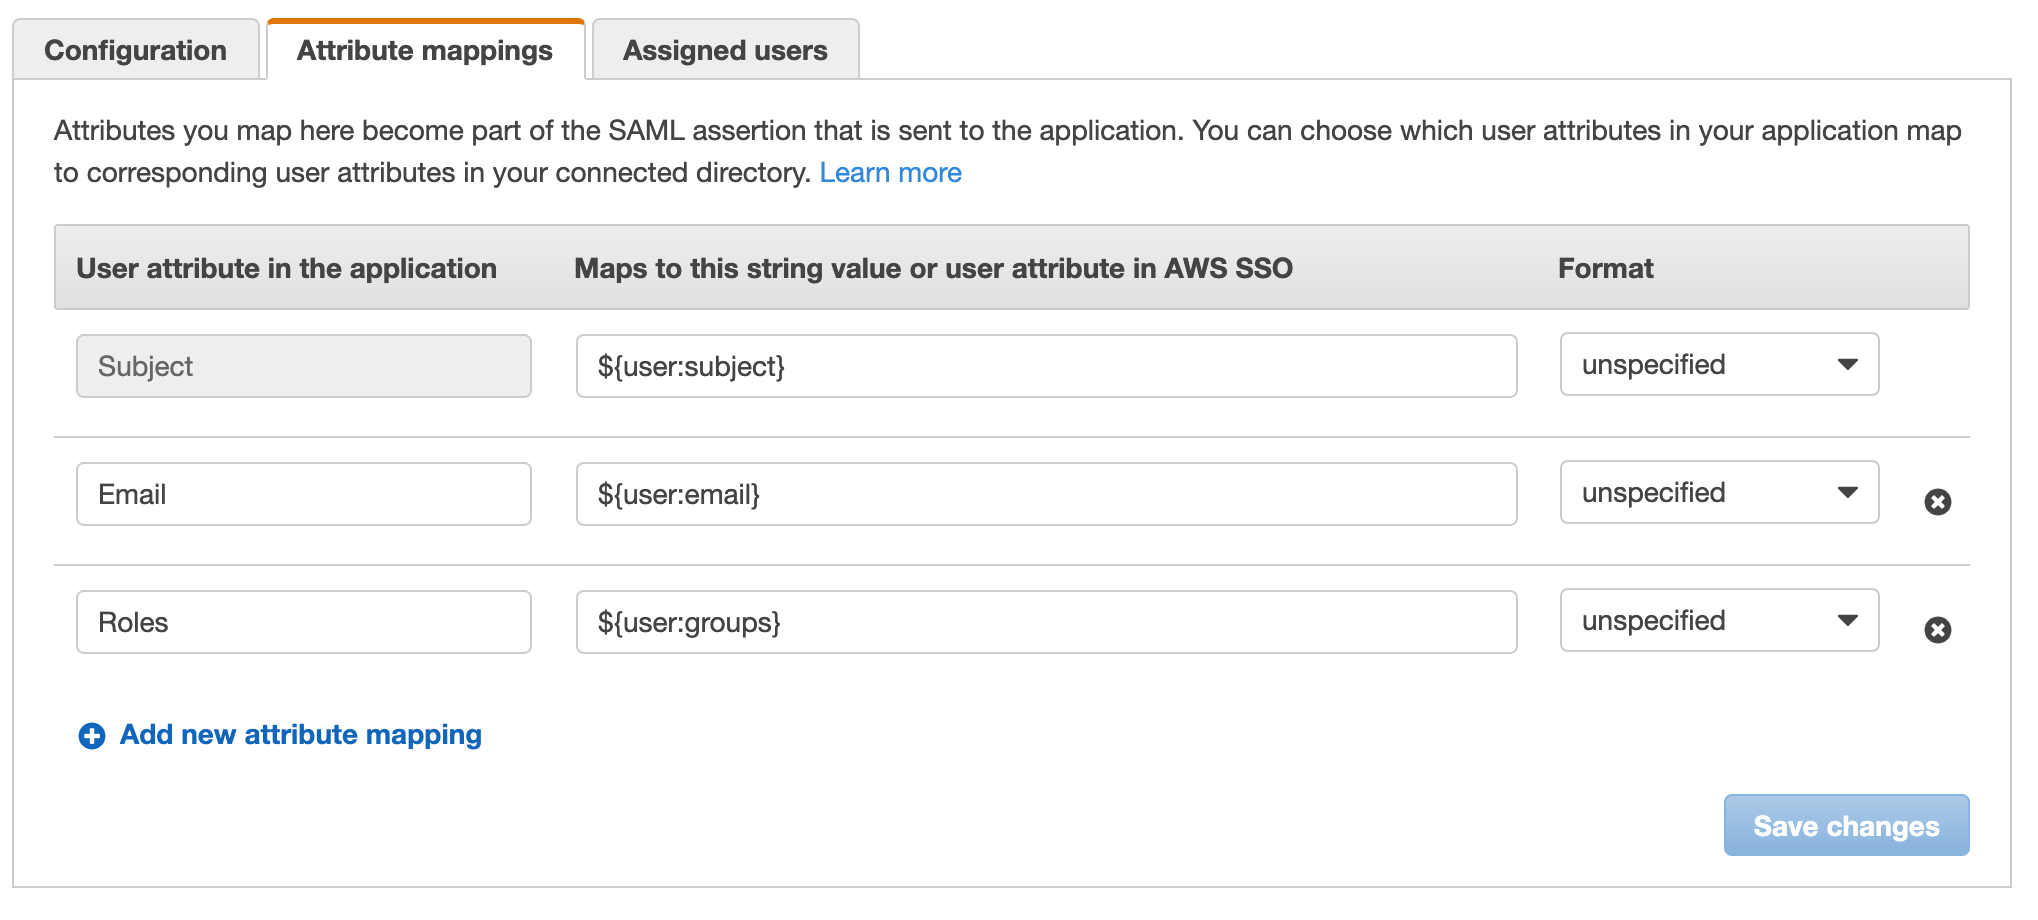 Configuration
Attribute mappings
Assigned users
Attributes you map here become part of the SAML assertion that is sent to the application. You can choose which user attributes in your application map
to corresponding user attributes in your connected directory. Learn more
User attribute in the application
Maps to this string value or user attribute in AWS SSO
Format
Subject
${user:subject}
unspecified
Email
${user:email}
unspecified
Roles
${user:groups}
unspecified
Add new attribute mapping
Save changes